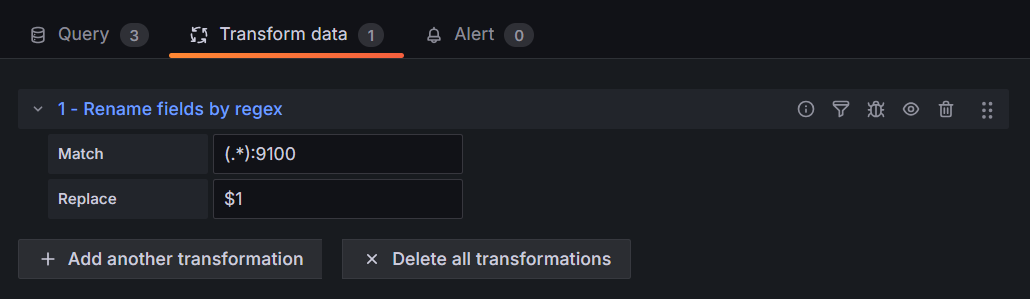 Query 3 Transform data 1 Alert 0
1 - Rename fields by regex
Match (.*):9100
Replace $1
+ Add another transformation × Delete all transformations